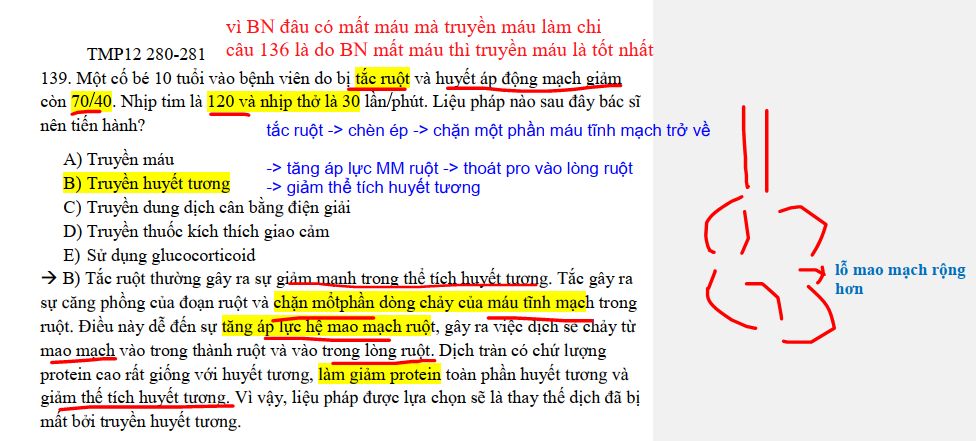 vì BN đâu có mất máu mà truyền máu làm chi
câu 136 là do BN mất máu thì truyền máu là tốt nhất
TMP12 280-281
139. Một cố bé 10 tuổi vào bệnh viên do bị tắc ruột và huyết áp động mạch giảm
còn 70/40. Nhịp tim là 120 và nhịp thở là 30 lần/phút. Liệu pháp nào sau đây bác sĩ
nên tiến hành?
tắc ruột -> chèn ép -> chặn một phần máu tĩnh mạch trở về
A) Truyền máu
-> tăng áp lực MM ruột -> thoát pro vào lòng ruột
B) Truyền huyết tương
-> giảm thể tích huyết tương
C) Truyền dung dịch cân bằng điện giải
D) Truyền thuốc kích thích giao cảm
E) Sử dụng glucocorticoid
→ B) Tắc ruột thường gây ra sự giảm mạnh trong thể tích huyết tương. Tắc gây ra
sự căng phồng của đoạn ruột và chặn mốtphần dòng chảy của máu tĩnh mạch trong
ruột. Điều này dễ đến sự tăng áp lực hệ mao mạch ruột, gây ra việc dịch sẽ chảy từ
mao mạch vào trong thành ruột và vào trong lòng ruột. Dịch tràn có chứ lượng
protein cao rất giống với huyết tương, làm giảm protein toàn phần huyết tương và
giảm thể tích huyết tương. Vì vậy, liệu pháp được lựa chọn sẽ là thay thế dịch đã bị
mất bởi truyền huyết tương.
lỗ mao mạch rộng
hơn